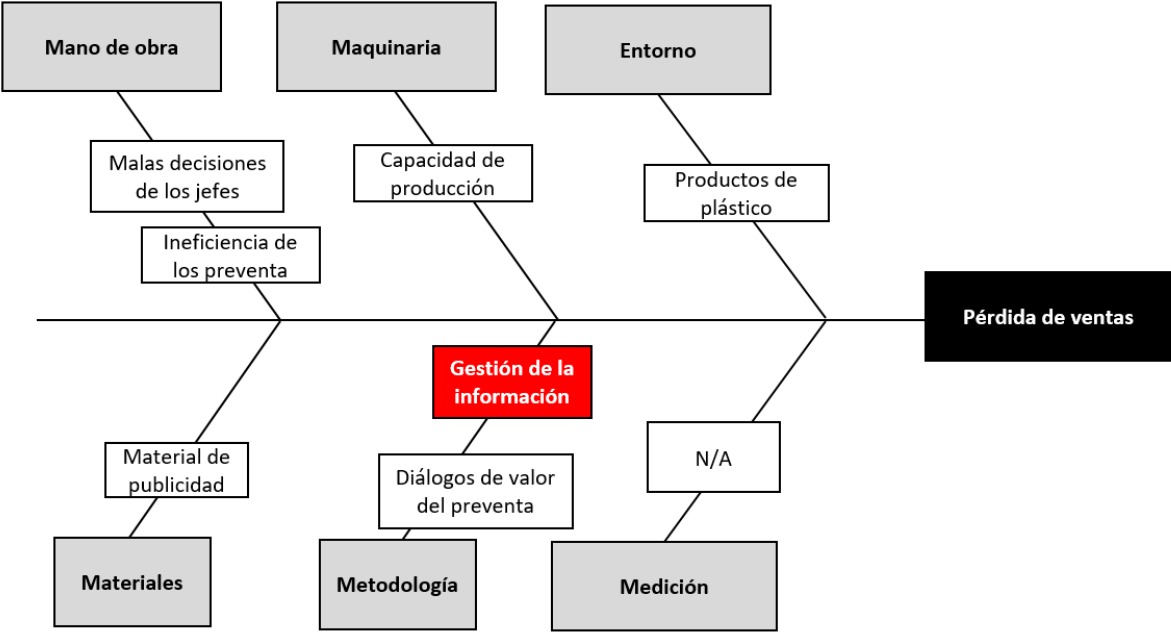 Mano de obra
Maquinaria
Entorno
Malas decisiones
de los jefes
Capacidad de
producción
Productos de
plástico
Ineficiencia de
los preventa
Pérdida de ventas
Gestión de la
información
Material de
publicidad
Diálogos de valor
del preventa
N/A
Materiales
Metodología
Medición